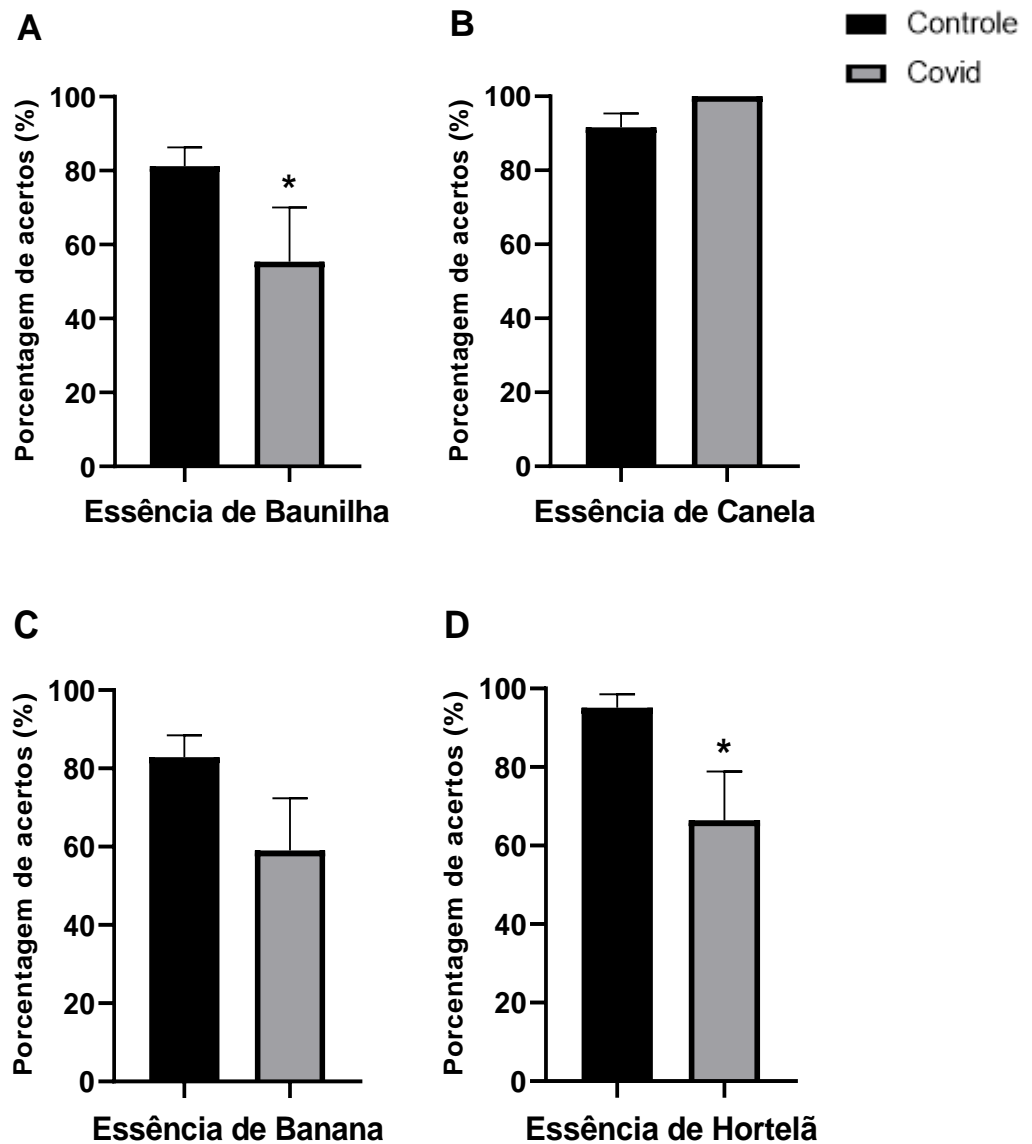 A
B
Controle
Covid
Porcentagem de acertos (%)
100
80
60
40
20
0
*
Essência de Baunilha
Porcentagem de acertos (%)
100
80
60
40
20
0
Essência de Canela
C
D
Porcentagem de acertos (%)
100
80
60
40
20
0
Essência de Banana
Porcentagem de acertos (%)
100
80
60
40
20
0
*
Essência de Hortelã